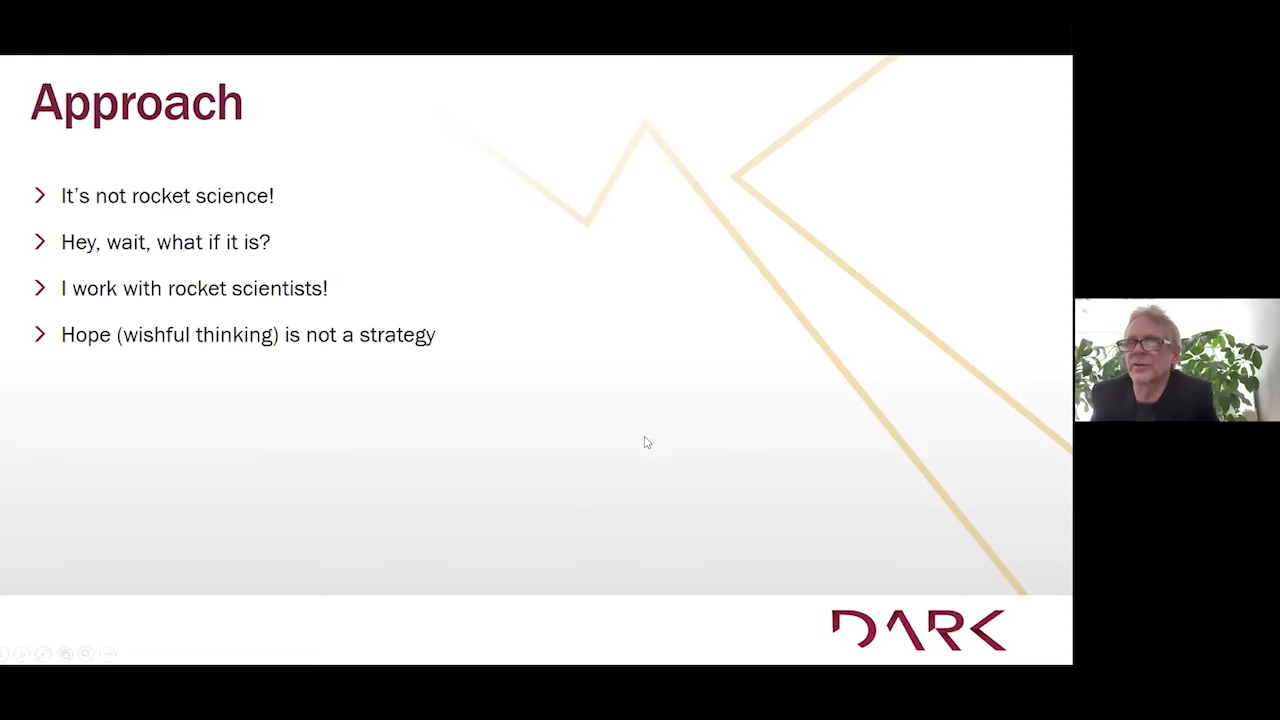 Approach
It's not rocket science!
Hey, wait, what if it is?
I work with rocket scientists!
Hope (wishful thinking) is not a strategy
DARK